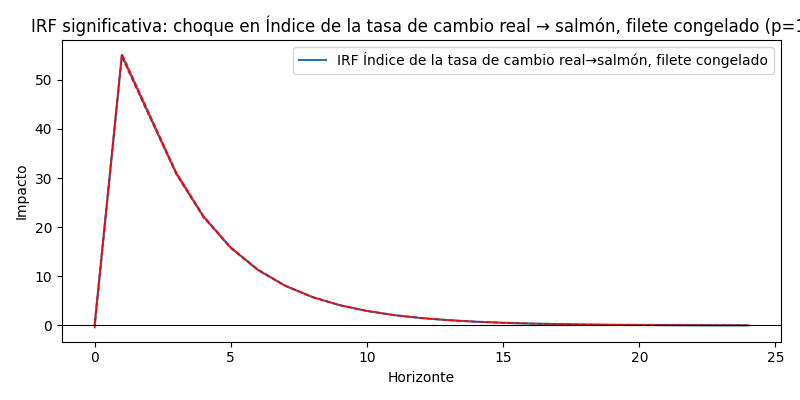 IRF significativa: choque en Índice de la tasa de cambio real → salmón, filete congelado (p=1
IRF Índice de la tasa de cambio real→salmón, filete congelado
Impacto
50
40
30
20
10
0
0 5 10 15 20 25
Horizonte